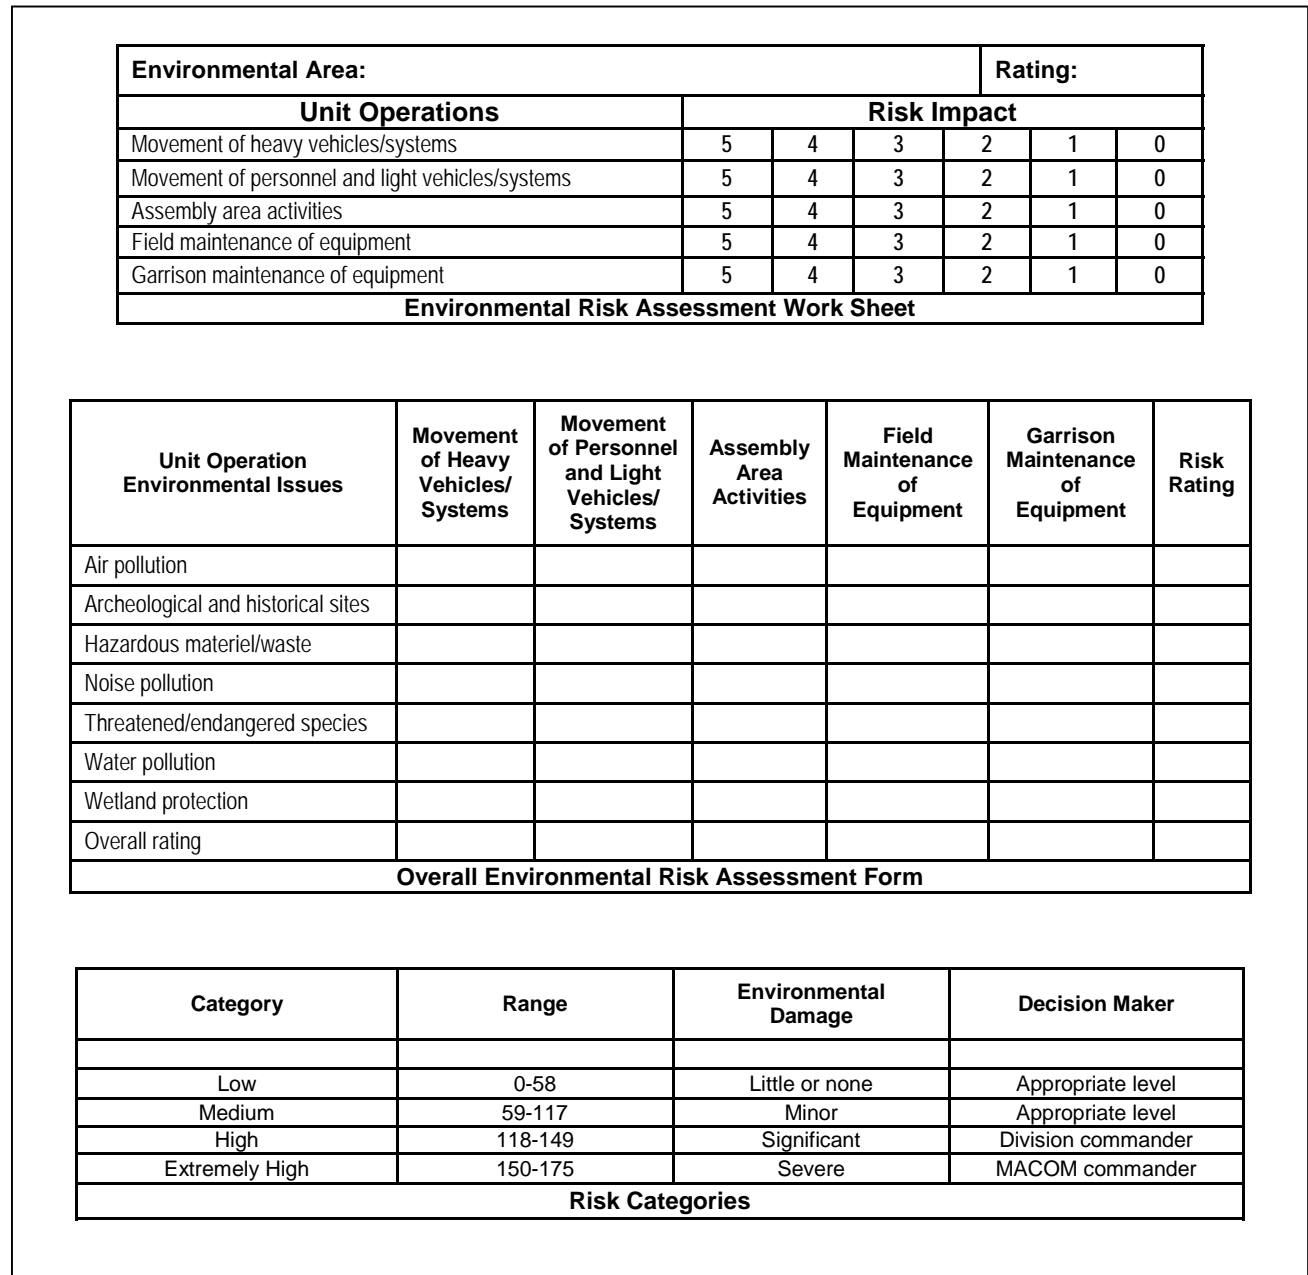 Environmental Area: Rating:
Unit Operations Risk Impact
Movement of heavy vehicles/systems 5 4 3 2 1 0
Movement of personnel and light vehicles/systems 5 4 3 2 1 0
Assembly area activities 5 4 3 2 1 0
Field maintenance of equipment 5 4 3 2 1 0
Garrison maintenance of equipment 5 4 3 2 1 0
Environmental Risk Assessment Work Sheet
Unit Operation
Environmental Issues
Movement
of Heavy
Vehicles/
Systems
Movement
of Personnel
and Light
Vehicles/
Systems
Assembly
Area
Activities
Field
Maintenance
of
Equipment
Garrison
Maintenance
of
Equipment
Risk
Rating
Air pollution
Archeological and historical sites
Hazardous materiel/waste
Noise pollution
Threatened/endangered species
Water pollution
Wetland protection
Overall rating
Overall Environmental Risk Assessment Form
Category Range Environmental
Damage Decision Maker
Low 0-58 Little or none Appropriate level
Medium 59-117 Minor Appropriate level
High 118-149 Significant Division commander
Extremely High 150-175 Severe MACOM commander
Risk Categories